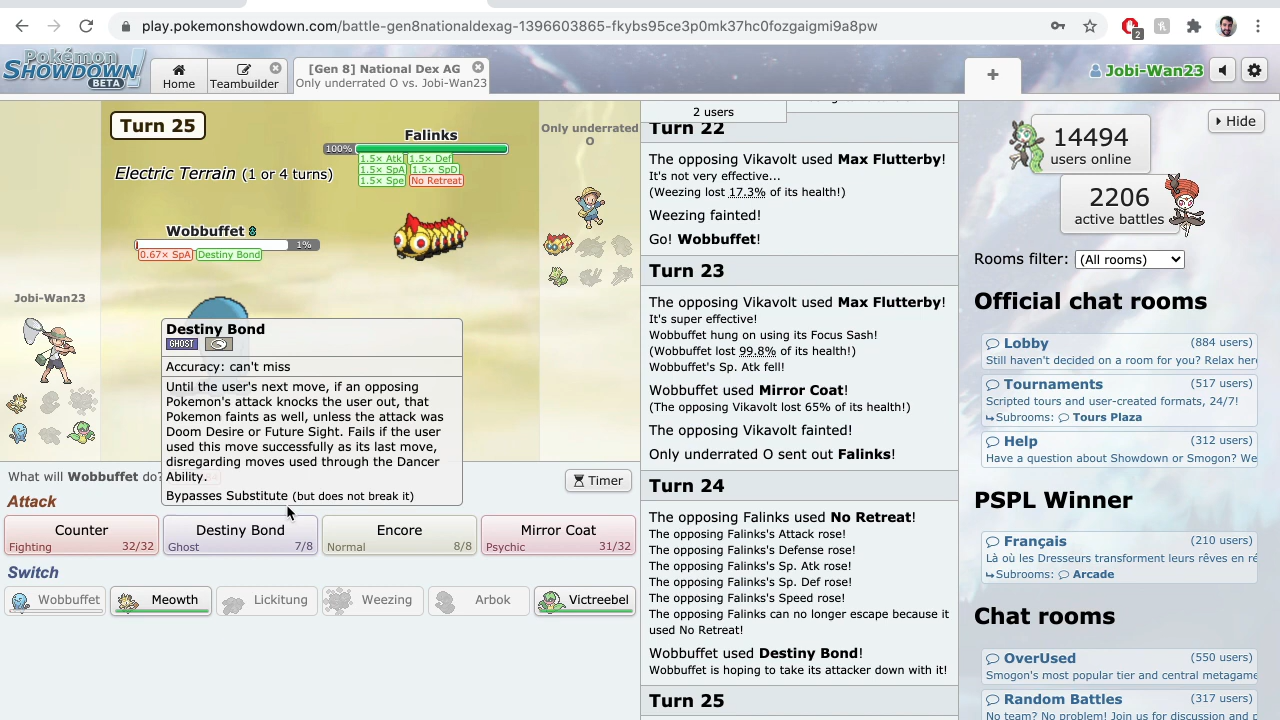 play.pokemonshowdown.com/battle-gen8nationaldexag-1396603865-fkybs95ce3p0mk37hc0fozgaigmi9a8pw
2
Pokémon
SHOWDOWN!
BETA
Home
Teambuilder
[Gen 8] National Dex AG
Only underrated O vs. Jobi-Wan23
+
Jobi-Wan23
Turn 25
Electric Terrain (1 or 4 turns)
Falinks
100%
1.5× Atk 1.5× Def
1.5× SpA 1.5× SpD
1.5× Spe No Retreat
Only underrated
O
Wobbuffet
1%
0.67× SpA Destiny Bond
Jobi-Wan23
Destiny Bond
GHOST
Accuracy: can't miss
Until the user's next move, if an opposing
Pokemon's attack knocks the user out, that
Pokemon faints as well, unless the attack was
Doom Desire or Future Sight. Fails if the user
used this move successfully as its last move,
disregarding moves used through the Dancer
Ability.
Bypasses Substitute (but does not break it)
What will Wobbuffet do?
Timer
Attack
Counter
Fighting 32/32
Destiny Bond
Ghost 7/8
Encore
Normal 8/8
Mirror Coat
Psychic 31/32
Switch
Wobbuffet
Meowth
Lickitung
Weezing
Arbok
Victreebel
2 users
Turn 22
The opposing Vikavolt used Max Flutterby!
It's not very effective...
(Weezing lost 17.3% of its health!)
Weezing fainted!
Go! Wobbuffet!
Turn 23
The opposing Vikavolt used Max Flutterby!
It's super effective!
Wobbuffet hung on using its Focus Sash!
(Wobbuffet lost 99.8% of its health!)
Wobbuffet's Sp. Atk fell!
Wobbuffet used Mirror Coat!
(The opposing Vikavolt lost 65% of its health!)
The opposing Vikavolt fainted!
Only underrated O sent out Falinks!
Turn 24
The opposing Falinks used No Retreat!
The opposing Falinks's Attack rose!
The opposing Falinks's Defense rose!
The opposing Falinks's Sp. Atk rose!
The opposing Falinks's Sp. Def rose!
The opposing Falinks's Speed rose!
The opposing Falinks can no longer escape because it
used No Retreat!
Wobbuffet used Destiny Bond!
Wobbuffet is hoping to take its attacker down with it!
Turn 25
14494
users online
2206
active battles
Hide
Rooms filter: (All rooms)
Official chat rooms
Lobby (884 users)
Still haven't decided on a room for you? Relax her
Tournaments (517 users)
Scripted tours and user-created formats, 24/7!
Subrooms: Tours Plaza
Help (312 users)
Have a question about Showdown or Smogon? We
PSPL Winner
Français (210 users)
Là où les Dresseurs transforment leurs rêves en ré
Subrooms: Arcade
Chat rooms
OverUsed (550 users)
Smogon's most popular tier and central metagame
Random Battles (317 users)
No team? No problem! Join us for discussion and p